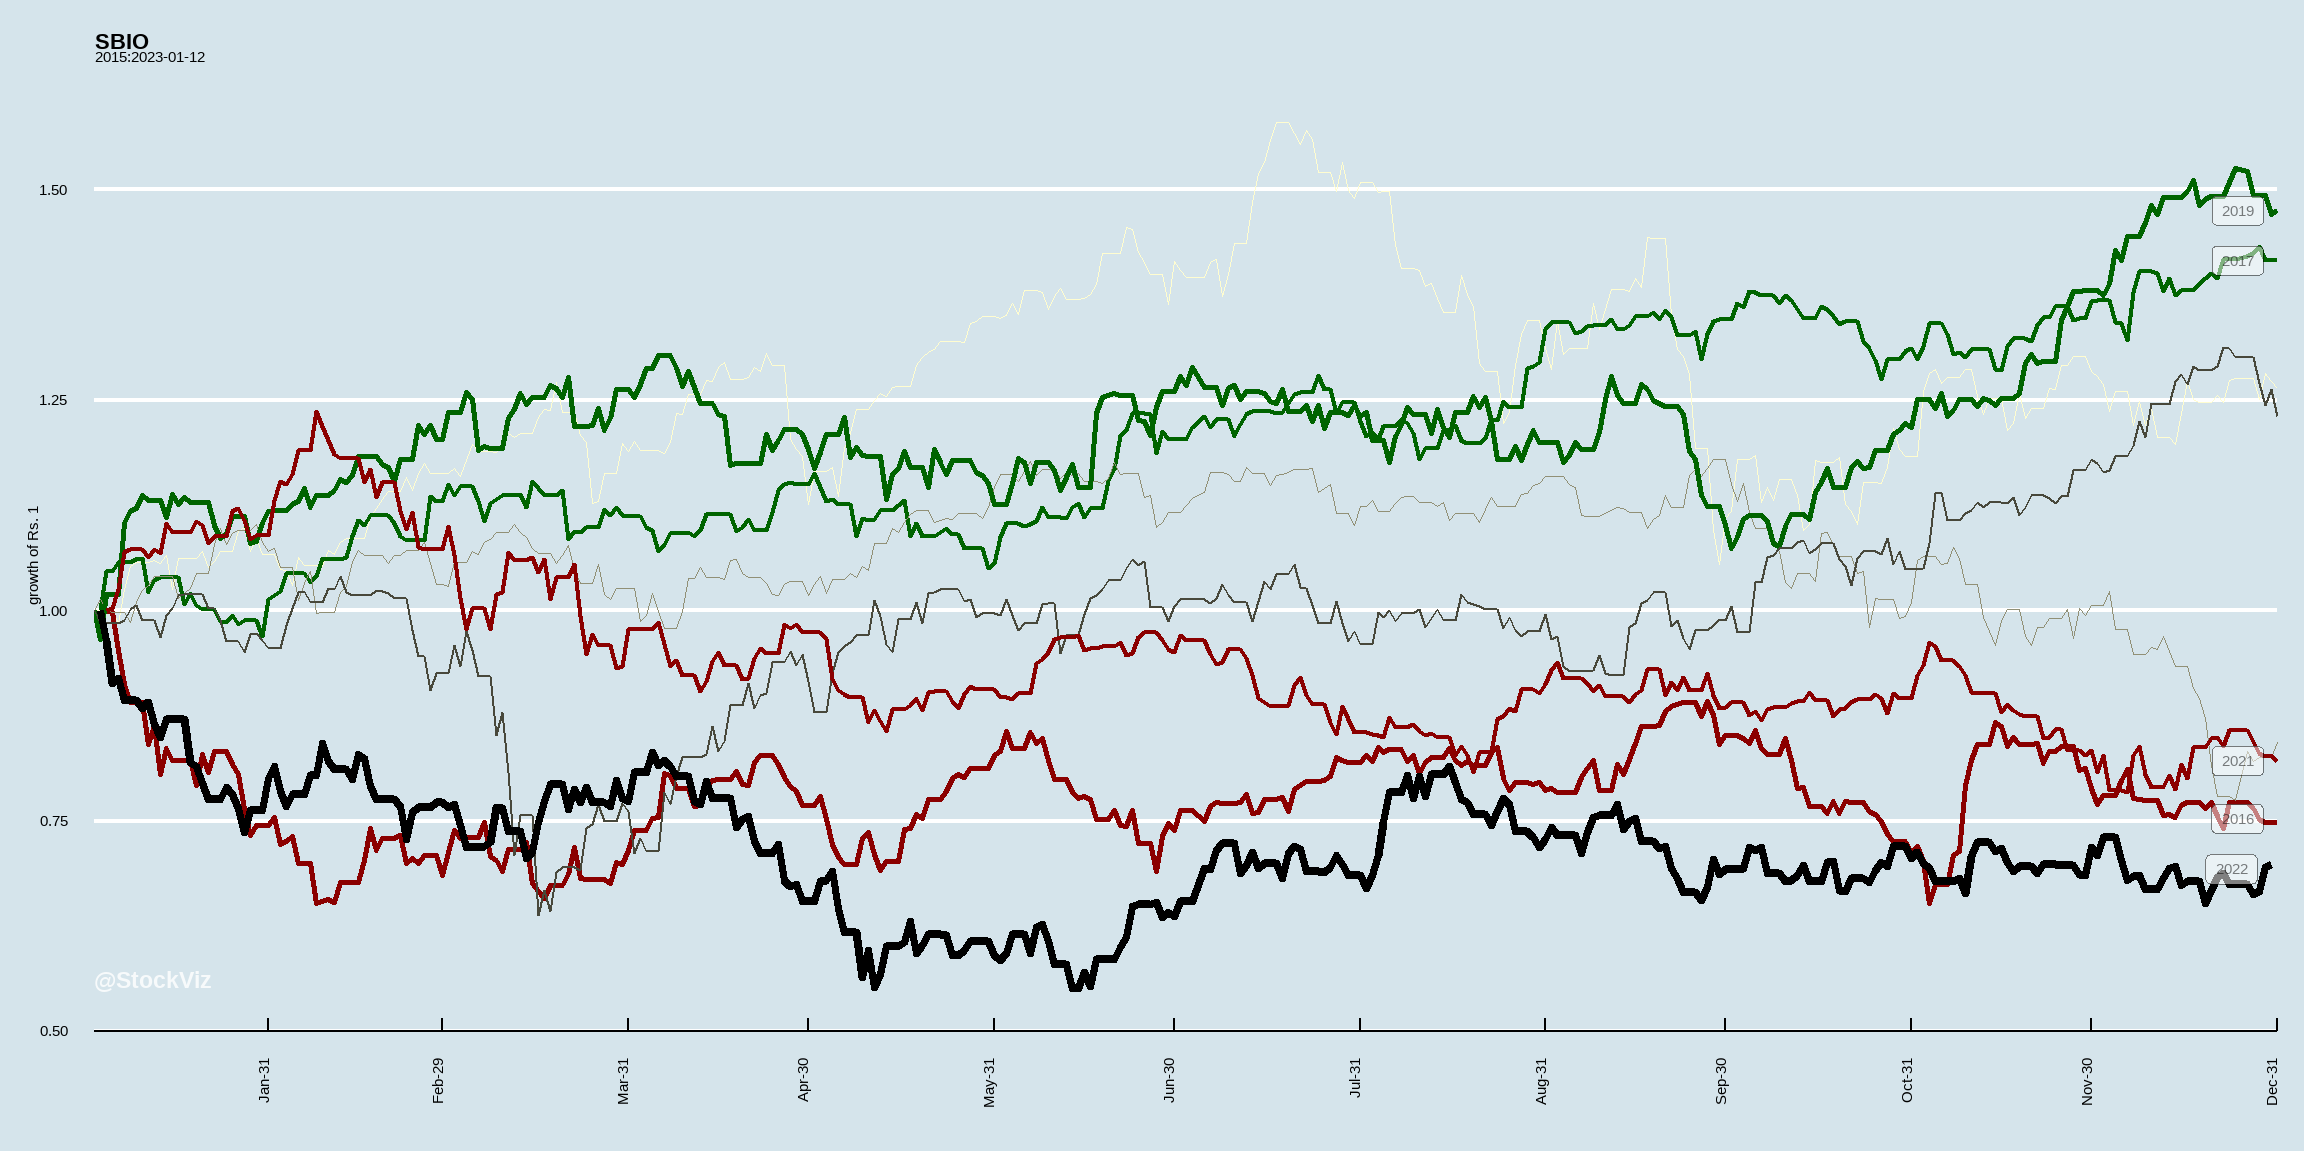 SBIO
2015:2023-01-12
1.50
1.25
1.00
0.75
0.50
growth of Rs. 1
2019
2017
2021
2016
2022
@StockViz
Jan-31
Feb-29
Mar-31
Apr-30
May-31
Jun-30
Jul-31
Aug-31
Sep-30
Oct-31
Nov-30
Dec-31